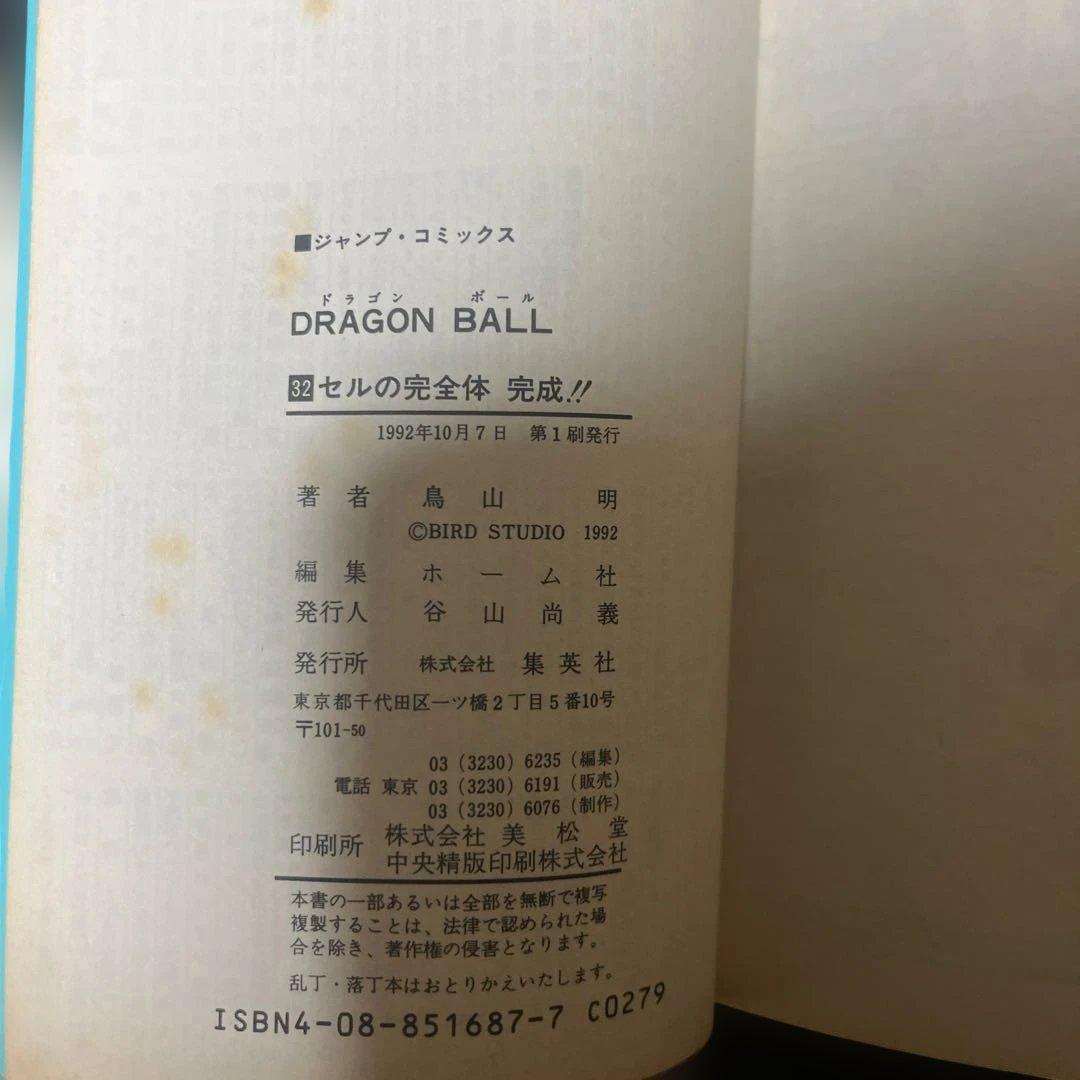 ■ジャンプ・コミックス
ドラゴン ボール
DRAGON BALL
32 セルの完全体 完成!!
1992年10月7日 第1刷発行
著者 鳥山 明
©BIRD STUDIO 1992
編集 ホーム社
発行人 谷山尚義
発行所 株式会社 集英社
東京都千代田区一ツ橋2丁目5番10号
〒101-50
03(3230)6235(編集)
電話 東京 03(3230)6191(販売)
03(3230)6076(制作)
印刷所 株式会社 美松堂
中央精版印刷株式会社
本書の一部あるいは全部を無断で複写
複製することは、法律で認められた場
合を除き、著作権の侵害となります。
乱丁・落丁本はおとりかえいたします。
ISBN4-08-851687-7 C0279